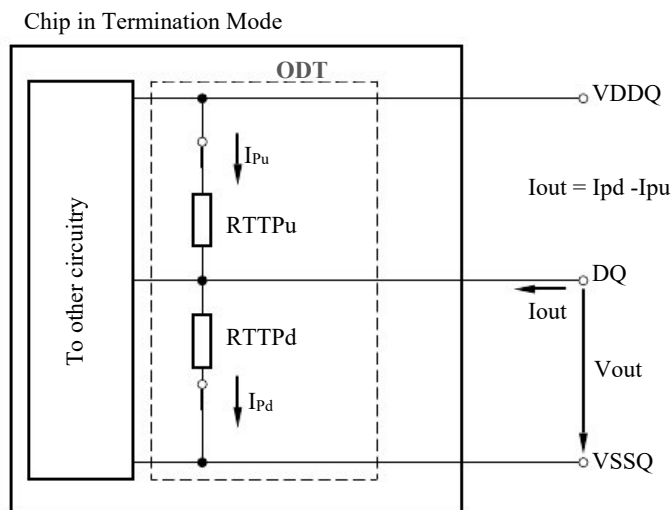 Chip in Termination Mode
ODT
VDDQ
IPu
Iout = Ipd -Ipu
RTTPu
To other circuitry
DQ
Iout
RTTPd
Vout
IPd
VSSQ